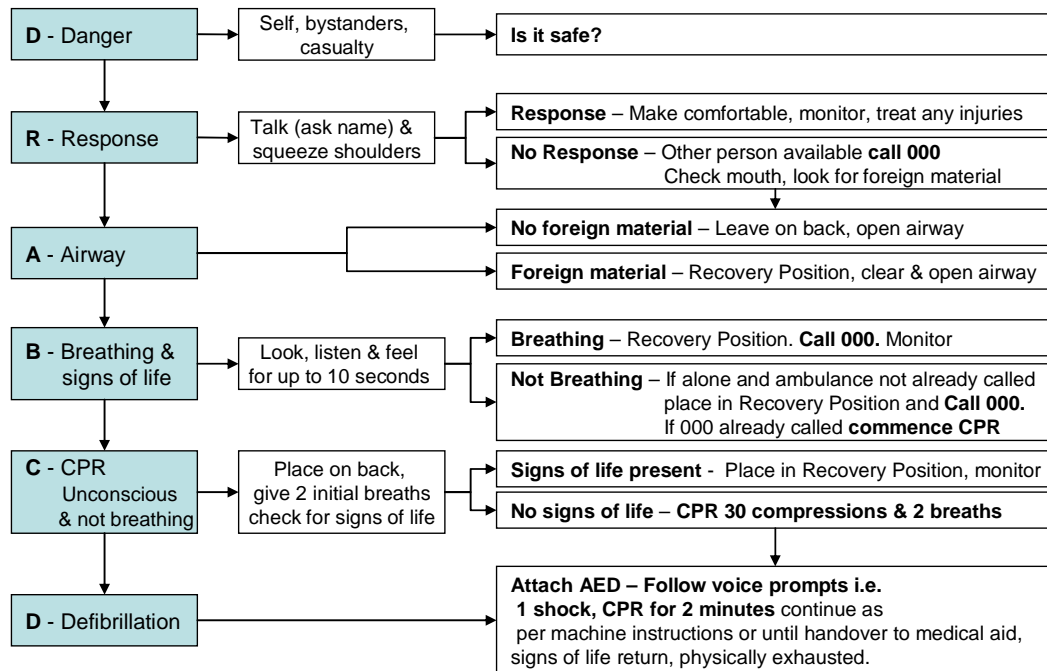 D - Danger
Self, bystanders,
casualty
Is it safe?
R - Response
Talk (ask name) &
squeeze shoulders
Response – Make comfortable, monitor, treat any injuries
No Response – Other person available call 000
Check mouth, look for foreign material
A - Airway
No foreign material – Leave on back, open airway
Foreign material – Recovery Position, clear & open airway
B - Breathing &
signs of life
Look, listen & feel
for up to 10 seconds
Breathing – Recovery Position. Call 000. Monitor
Not Breathing – If alone and ambulance not already called
place in Recovery Position and Call 000.
If 000 already called commence CPR
C - CPR
Unconscious
& not breathing
Place on back,
give 2 initial breaths
check for signs of life
Signs of life present - Place in Recovery Position, monitor
No signs of life – CPR 30 compressions & 2 breaths
D - Defibrillation
Attach AED – Follow voice prompts i.e.
1 shock, CPR for 2 minutes continue as
per machine instructions or until handover to medical aid,
signs of life return, physically exhausted.